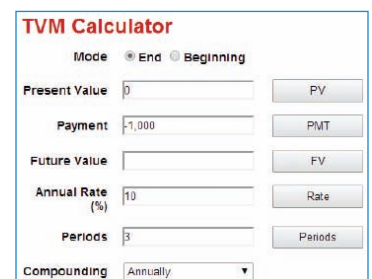 TVM Calculator
Mode End Beginning
Present Value 0 PV
Payment -1,000 PMT
Future Value FV
Annual Rate (%) 10 Rate
Periods 3 Periods
Compounding Annually